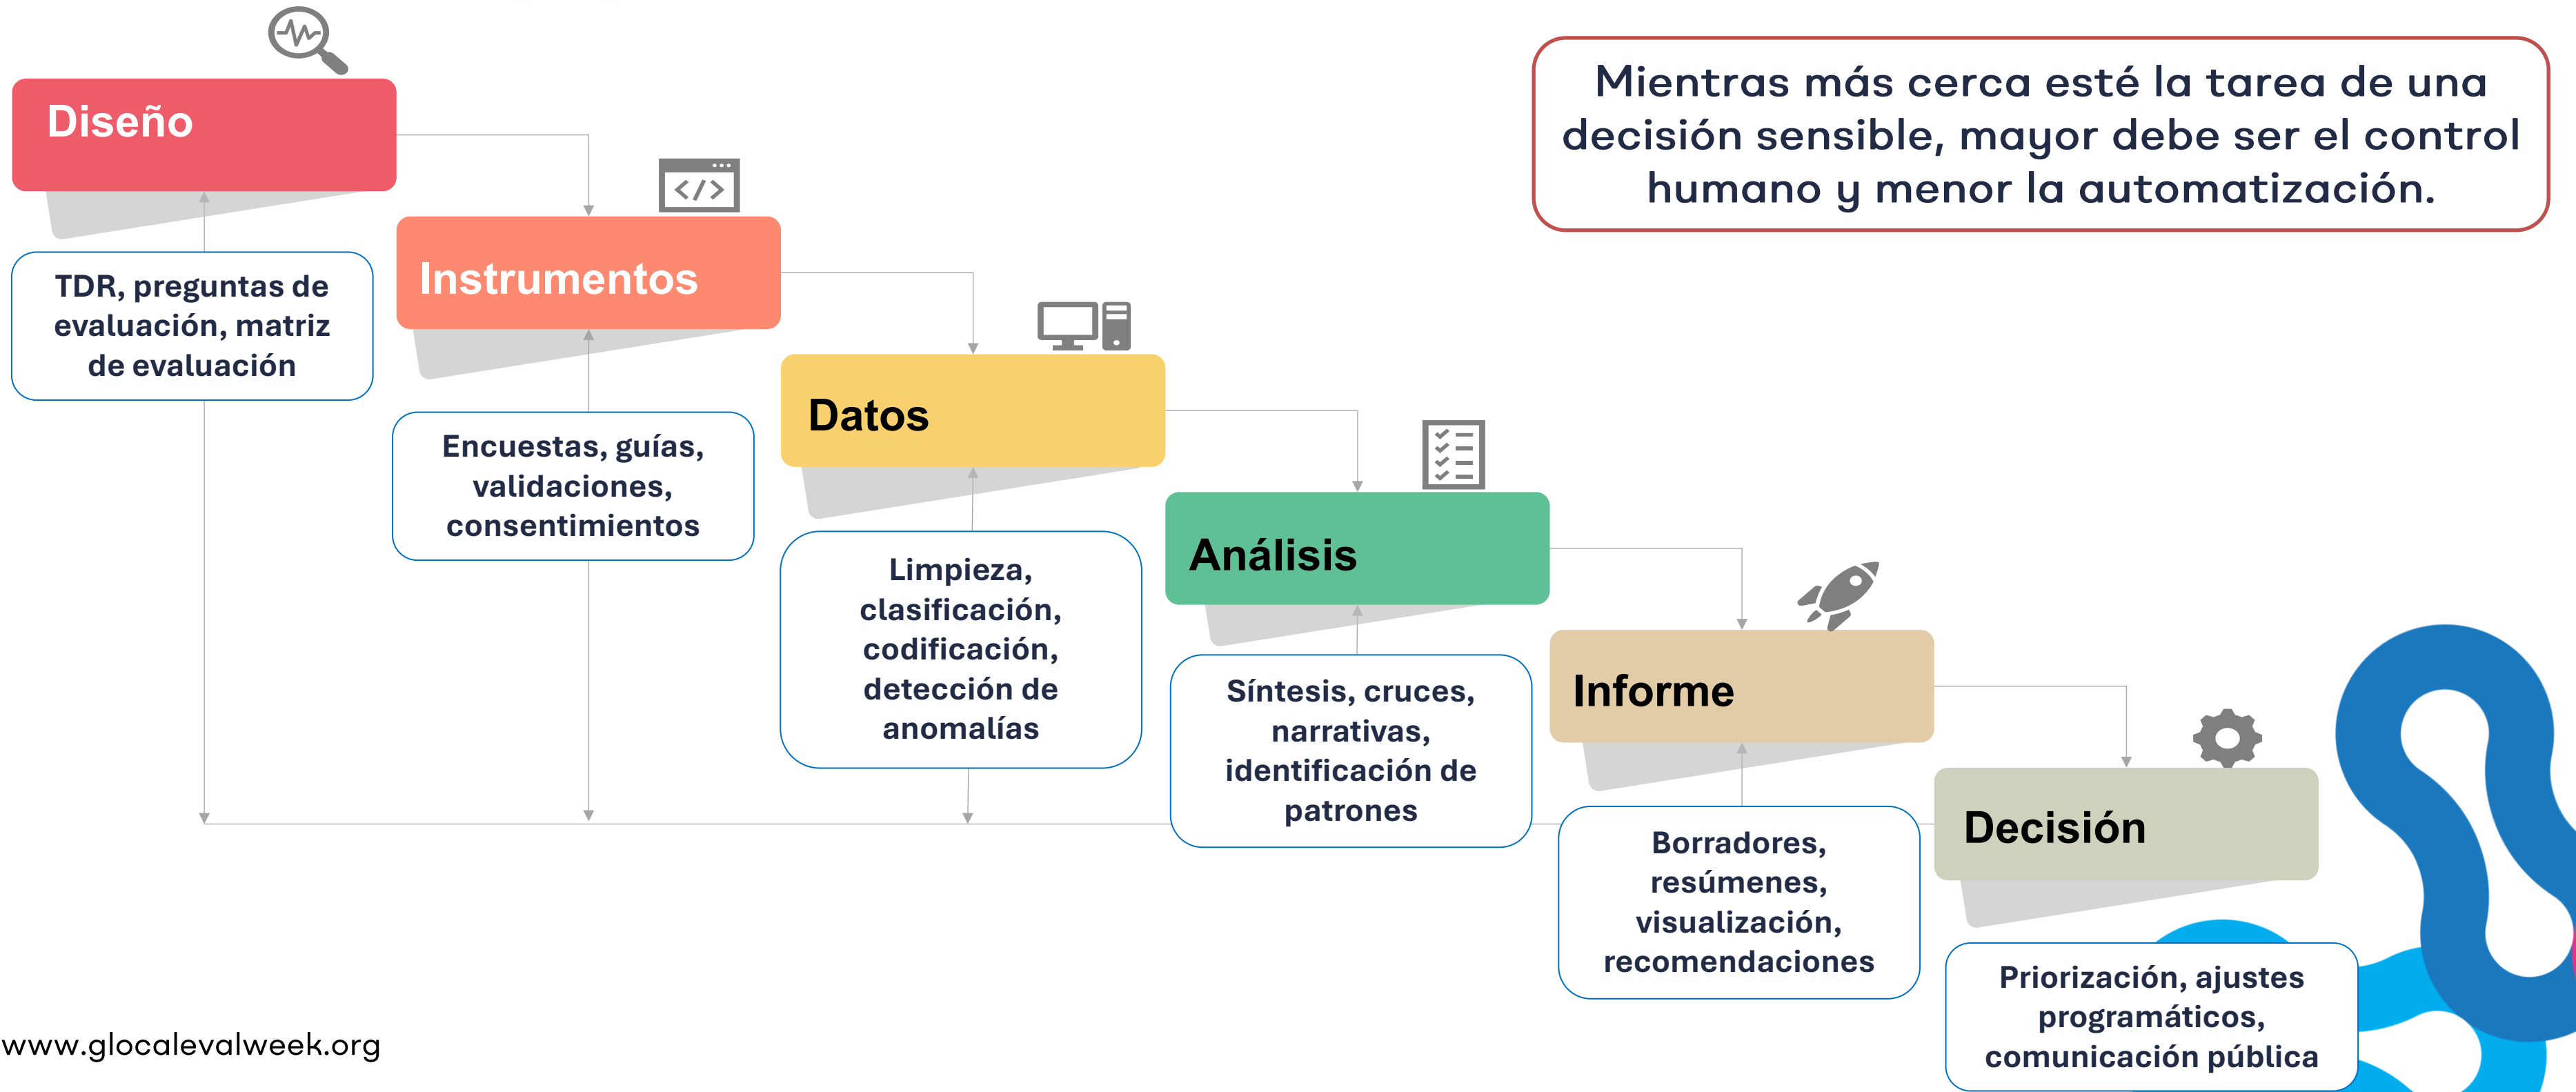 Mientras más cerca esté la tarea de una
decisión sensible, mayor debe ser el control
humano y menor la automatización.
Diseño
TDR, preguntas de
evaluación, matriz
de evaluación
Instrumentos
Encuestas, guías,
validaciones,
consentimientos
Datos
Limpieza,
clasificación,
codificación,
detección de
anomalías
Análisis
Síntesis, cruces,
narrativas,
identificación de
patrones
Informe
Borradores,
resúmenes,
visualización,
recomendaciones
Decisión
Priorización, ajustes
programáticos,
comunicación pública
www.glocalevalweek.org